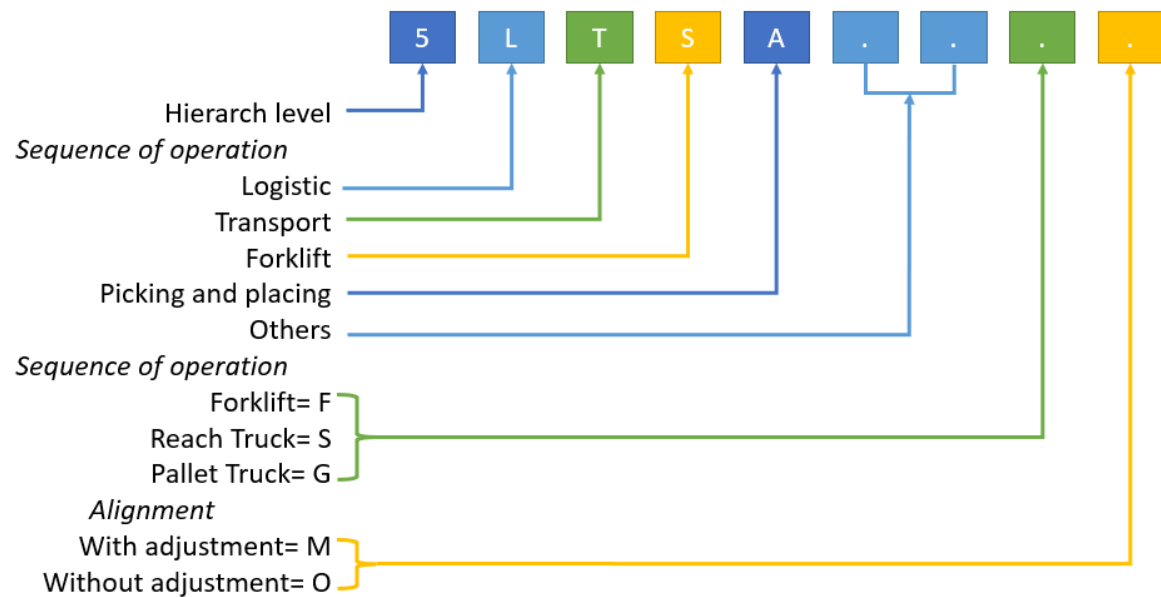 5 L T S A . . . .
Hierarch level
Sequence of operation
Logistic
Transport
Forklift
Picking and placing
Others
Sequence of operation
Forklift= F
Reach Truck= S
Pallet Truck= G
Alignment
With adjustment= M
Without adjustment= O